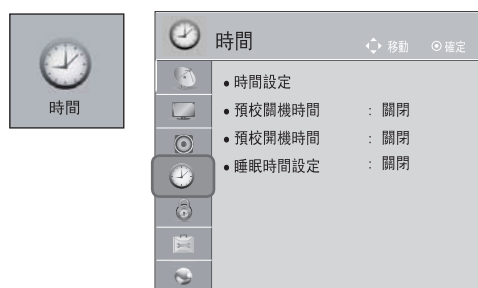 時間
時間 移動 確定
• 時間設定
• 預校關機時間 : 關閉
• 預校開機時間 : 關閉
• 睡眠時間設定 : 關閉